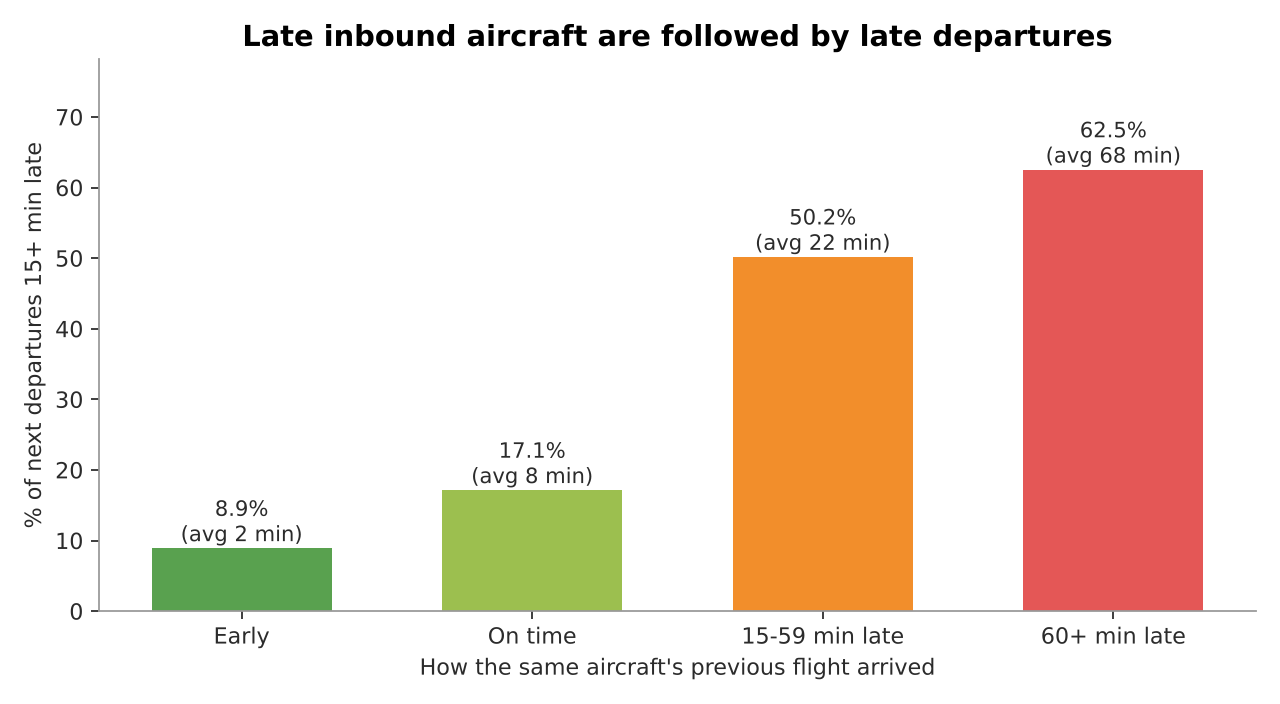 Late inbound aircraft are followed by late departures
% of next departures 15+ min late
70
60
50
40
30
20
10
0
8.9%
(avg 2 min)
17.1%
(avg 8 min)
50.2%
(avg 22 min)
62.5%
(avg 68 min)
Early
On time
15-59 min late
60+ min late
How the same aircraft's previous flight arrived